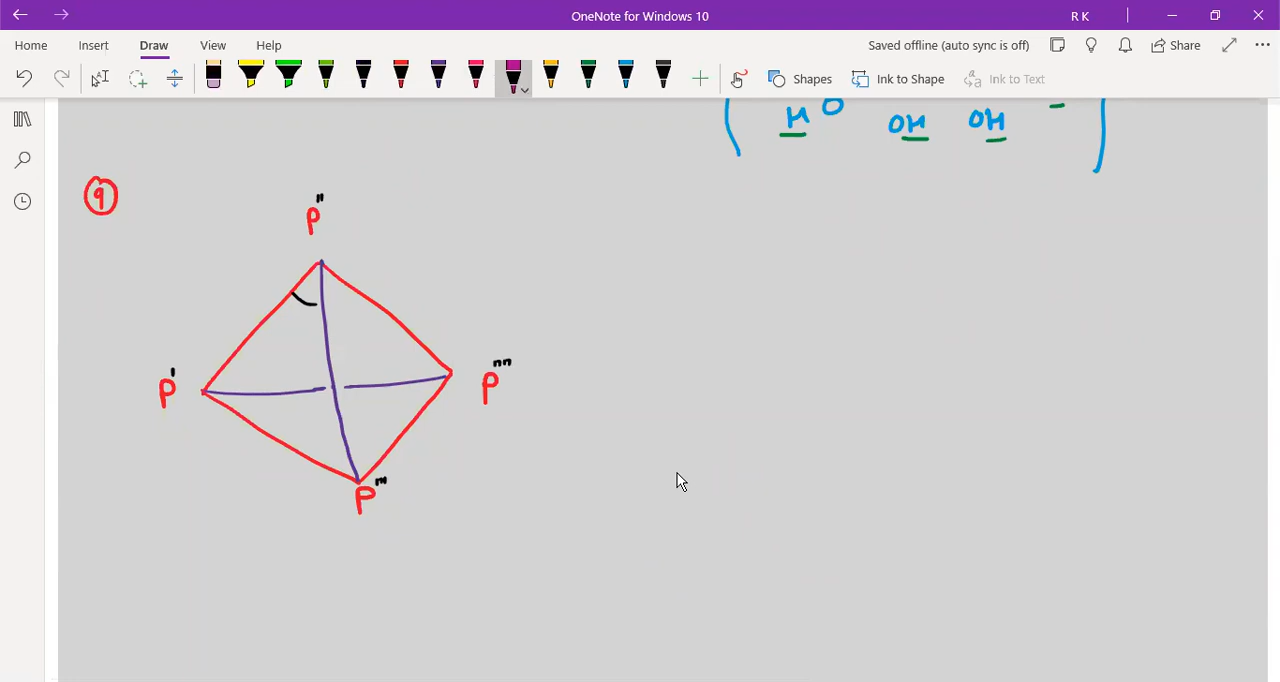 OneNote for Windows 10
R K
Home Insert Draw View Help
Saved offline (auto sync is off)
Share
Shapes
Ink to Shape
Ink to Text
H O OH OH
9
P"
P'
P""
P"'